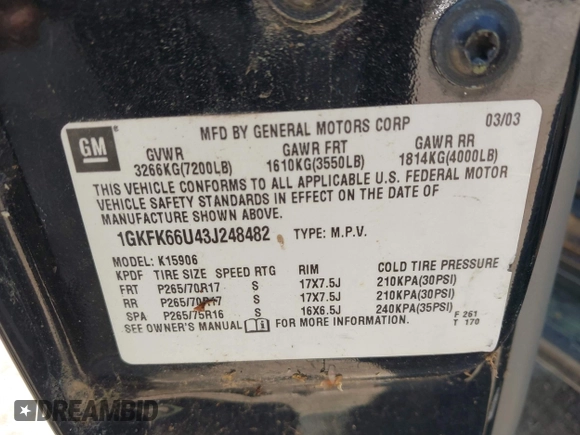 GM
MFD BY GENERAL MOTORS CORP 03/03
GVWR GAWR FRT GAWR RR
3266KG(7200LB) 1610KG(3550LB) 1814KG(4000LB)
THIS VEHICLE CONFORMS TO ALL APPLICABLE U.S. FEDERAL MOTOR
VEHICLE SAFETY STANDARDS IN EFFECT ON THE DATE OF
MANUFACTURE SHOWN ABOVE.
1GKFK66U43J248482 TYPE: M.P.V.
MODEL: K15906
KPDF TIRE SIZE SPEED RTG RIM
FRT P265/70R17 S 17X7.5J 210KPA(30PSI)
RR P265/70R17 S 17X7.5J 210KPA(30PSI)
SPA P265/75R16 S 16X6.5J 240KPA(35PSI) F 261
SEE OWNER'S MANUAL FOR MORE INFORMATION T 170
DREAMBID